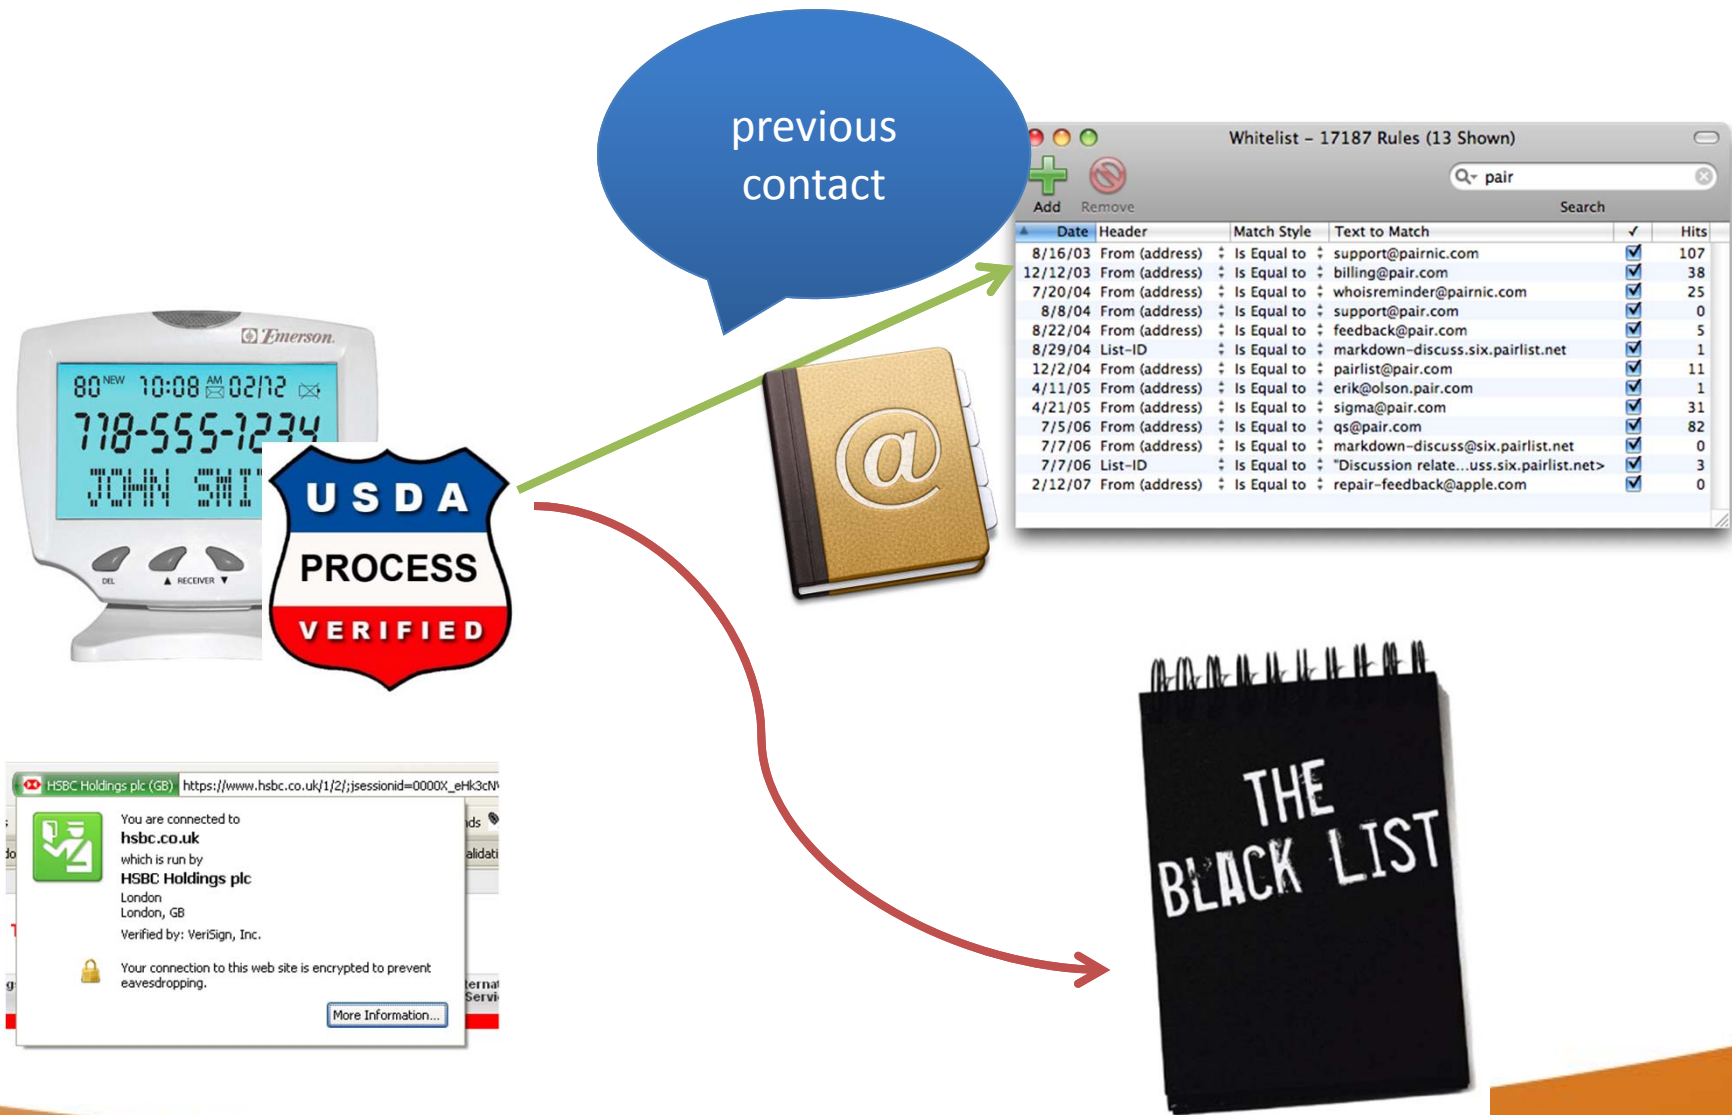 previous
contact
Whitelist – 17187 Rules (13 Shown)
pair
Add Remove
Search
Date Header Match Style Text to Match ✓ Hits
8/16/03 From (address) Is Equal to support@pairnic.com 107
12/12/03 From (address) Is Equal to billing@pair.com 38
7/20/04 From (address) Is Equal to whoisreminder@pairnic.com 25
8/8/04 From (address) Is Equal to support@pair.com 0
8/22/04 From (address) Is Equal to feedback@pair.com 5
8/29/04 List-ID Is Equal to markdown-discuss.six.pairlist.net 1
12/2/04 From (address) Is Equal to pairlist@pair.com 11
4/11/05 From (address) Is Equal to erik@olson.pair.com 1
4/21/05 From (address) Is Equal to sigma@pair.com 31
7/5/06 From (address) Is Equal to qs@pair.com 82
7/7/06 From (address) Is Equal to markdown-discuss@six.pairlist.net 0
7/7/06 List-ID Is Equal to "Discussion relate...uss.six.pairlist.net> 3
2/12/07 From (address) Is Equal to repair-feedback@apple.com 0
Emerson.
80 NEW 10:08 AM 02/12
718-555-1234
JOHN SMI
DEL ▲ RECEIVER ▼
USDA
PROCESS
VERIFIED
@
HSBC Holdings plc (GB) https://www.hsbc.co.uk/1/2/;jsessionid=0000X_eHk3cN
You are connected to
hsbc.co.uk
which is run by
HSBC Holdings plc
London
London, GB
Verified by: VeriSign, Inc.
Your connection to this web site is encrypted to prevent
eavesdropping.
More Information...
THE
BLACK LIST